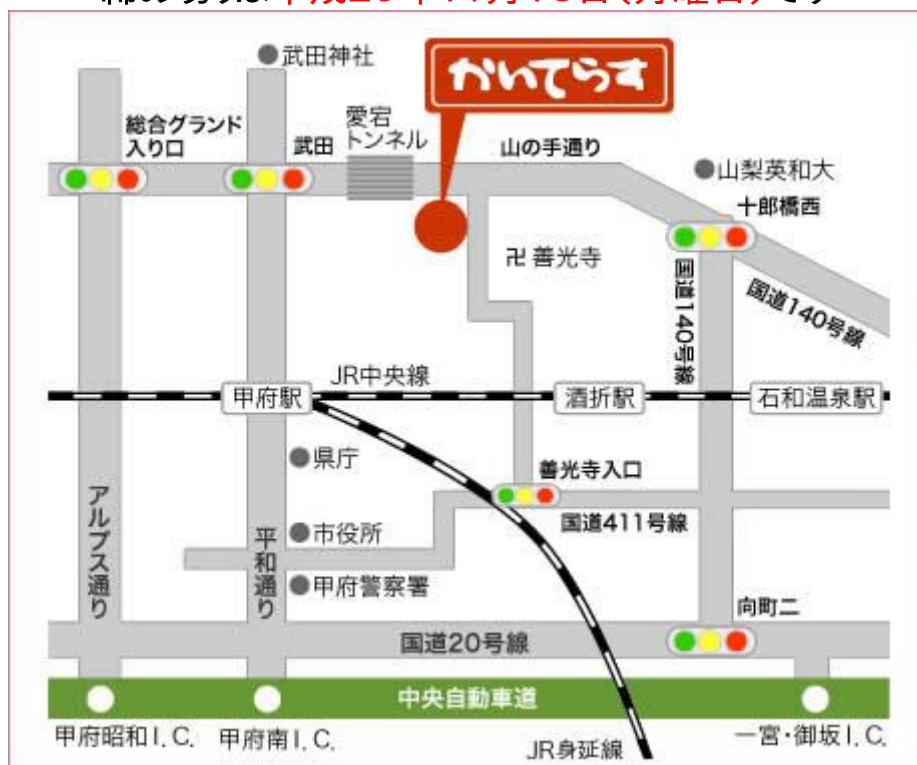 武田神社
かいてらす
総合グランド
入り口
武田
愛宕
トンネル
山の手通り
山梨英和大
十郎橋西
卍 善光寺
国道140号線
国道140号線
JR中央線
甲府駅
酒折駅
石和温泉駅
県庁
善光寺入口
国道411号線
アルプス通り
平和通り
市役所
甲府警察署
向町二
国道20号線
中央自動車道
甲府昭和I.C.
甲府南I.C.
一宮・御坂I.C.
JR身延線